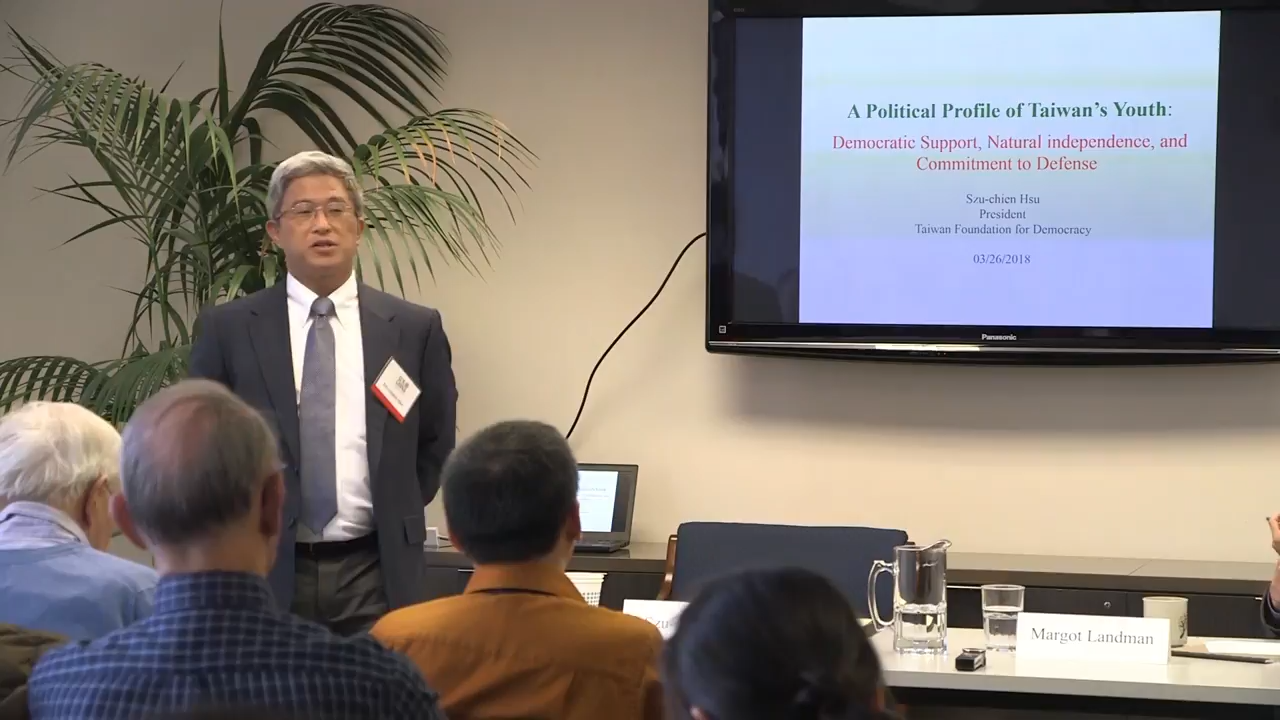 A Political Profile of Taiwan's Youth:
Democratic Support, Natural independence, and
Commitment to Defense
Szu-chien Hsu
President
Taiwan Foundation for Democracy
03/26/2018
Panasonic
Szu-
Margot Landman